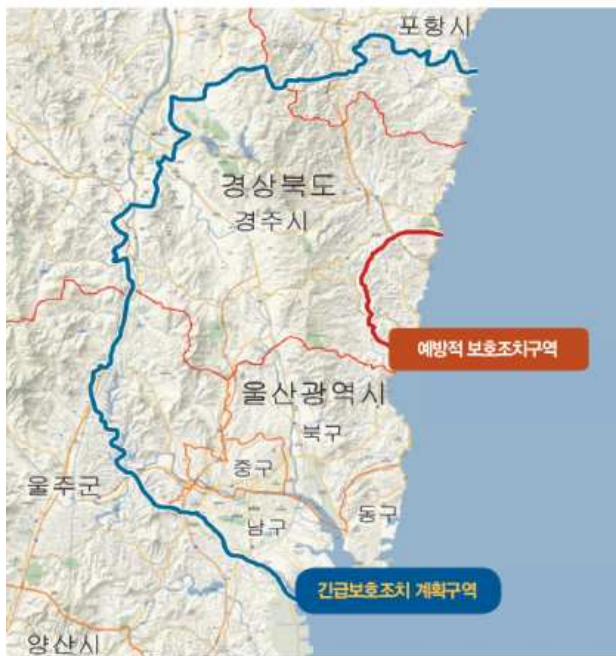 포항시
경상북도
경주시
예방적 보호조치구역
울산광역시
북구
중구
울주군
동구
남구
긴급보호조치 계획구역
양산시